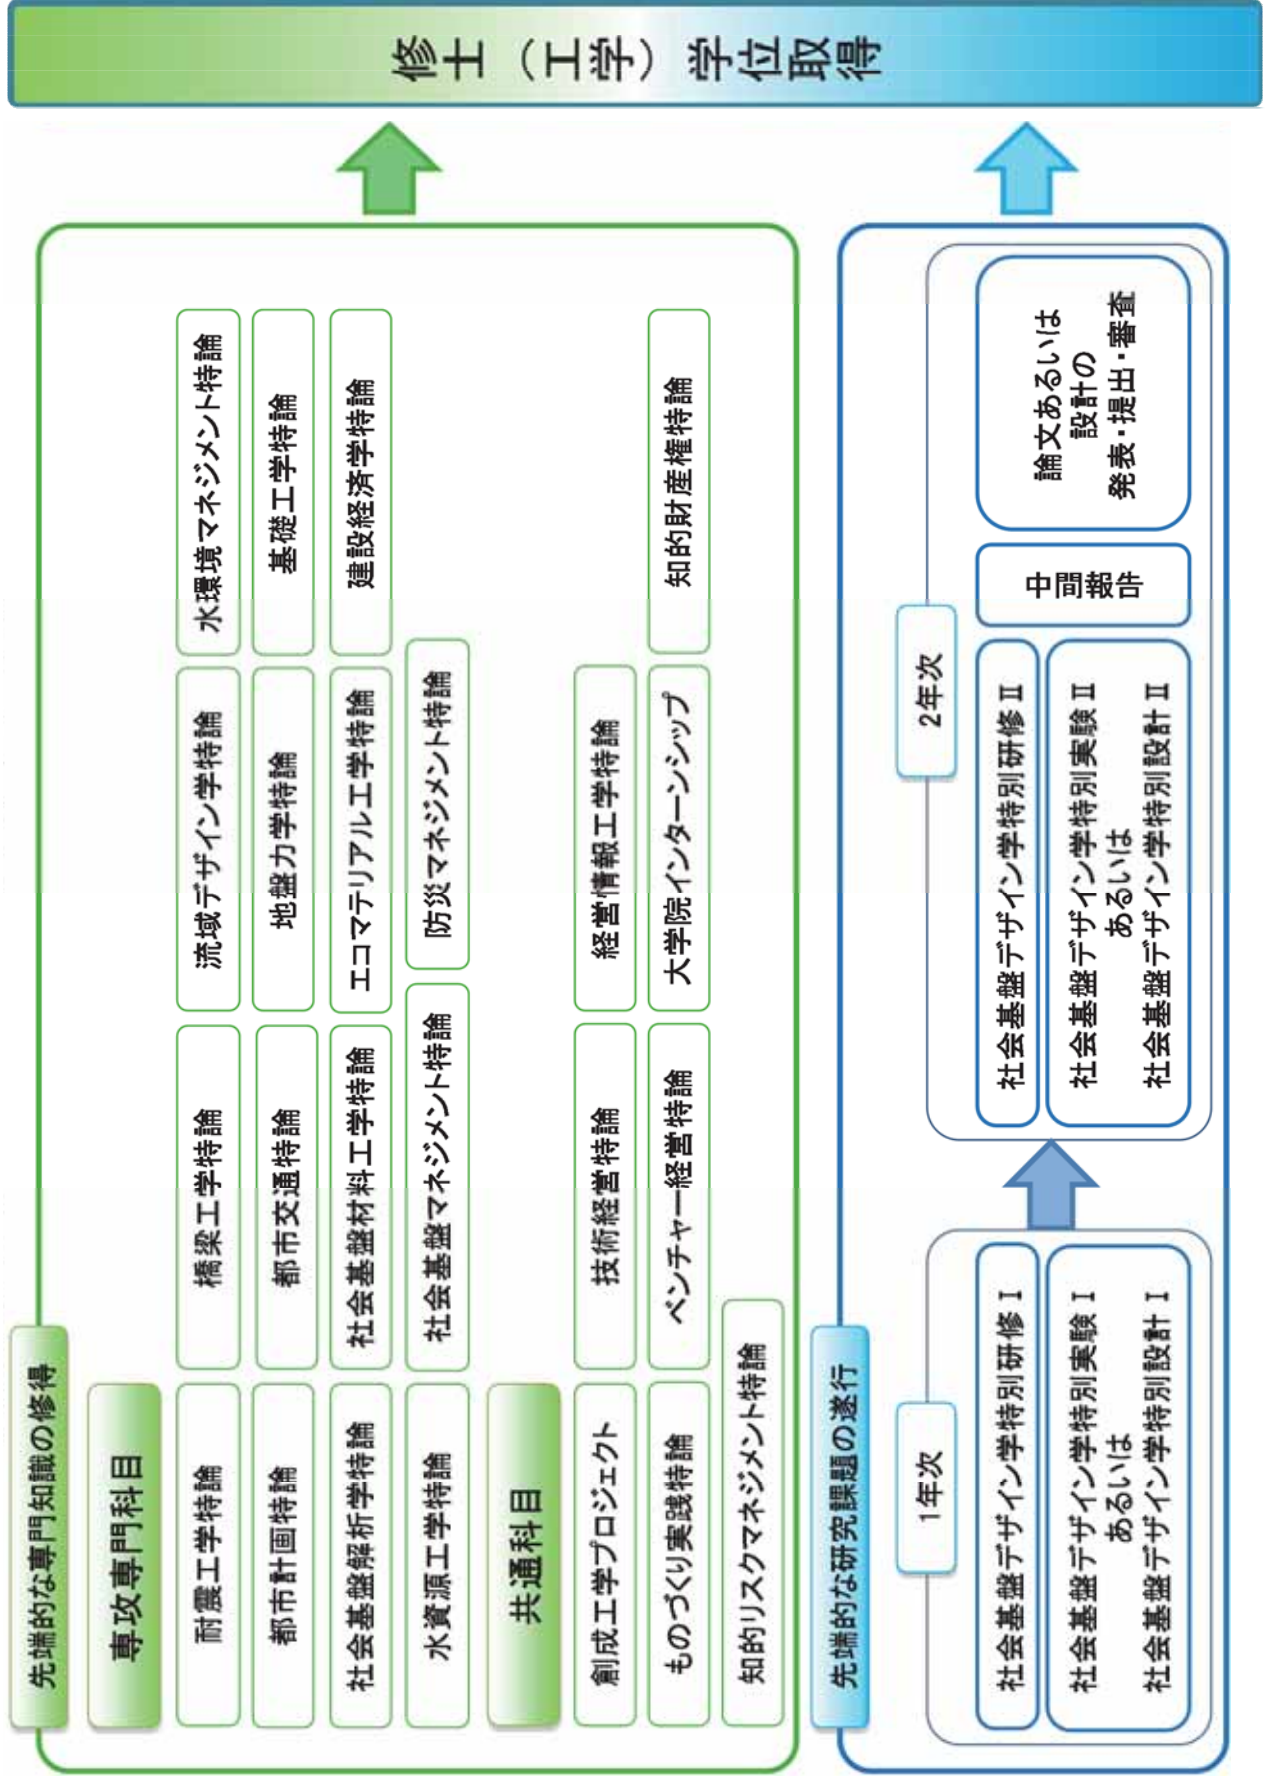 先端的な専門知識の修得
専攻専門科目
耐震工学特論
橋梁工学特論
流域デザイン学特論
水環境マネジメント特論
都市計画特論
都市交通特論
地盤力学特論
基礎工学特論
社会基盤解析学特論
社会基盤材料工学特論
エコマテリアル工学特論
建設経済学特論
水資源工学特論
社会基盤マネジメント特論
防災マネジメント特論
共通科目
創成工学プロジェクト
技術経営特論
経営情報工学特論
ものづくり実践特論
ベンチャー経営特論
大学院インターンシップ
知的財産権特論
知的リスクマネジメント特論
先端的な研究課題の遂行
1年次
社会基盤デザイン学特別研修Ⅰ
社会基盤デザイン学特別実験Ⅰ
あるいは
社会基盤デザイン学特別設計Ⅰ
2年次
社会基盤デザイン学特別研修Ⅱ
社会基盤デザイン学特別実験Ⅱ
あるいは
社会基盤デザイン学特別設計Ⅱ
中間報告
論文あるいは
設計の
発表・提出・審査
修士（工学）学位取得